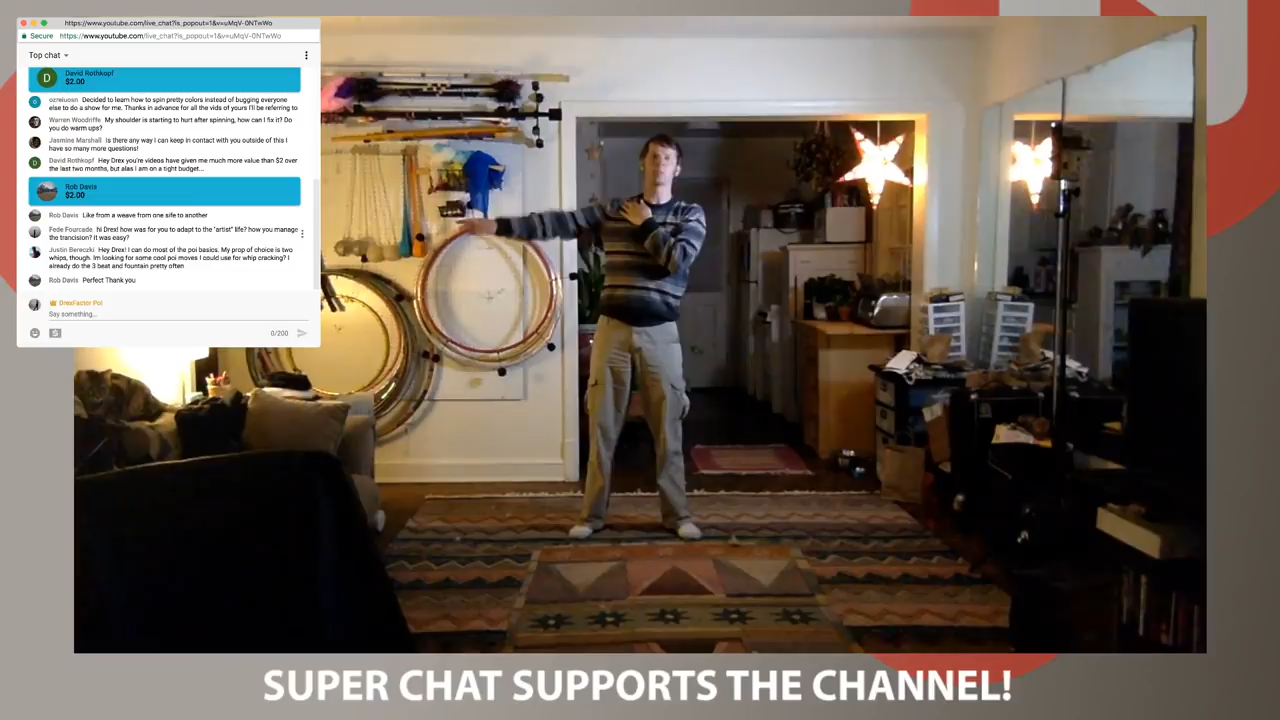 https://www.youtube.com/live_chat?is_popout=1&v=uMqV-0NTwWo
Secure https://www.youtube.com/live_chat?is_popout=1&v=uMqV-0NTwWo
Top chat
D David Rothkopf
$2.00
Decided to learn how to spin pretty colors instead of bugging everyone
else to do a show for me. Thanks in advance for all the vids of yours I'll be referring to
Warren Woodriffe My shoulder is starting to hurt after spinning, how can I fix it? Do
you do warm ups?
Jasmine Marshall Is there any way I can keep in contact with you outside of this I
have so many more questions!
D David Rothkopf Hey Drex you're videos have given me much more value than $2 over
the last two months, but alas I am on a tight budget...
Rob Davis
$2.00
Rob Davis Like from a weave from one sife to another
Fede Fourcade hi Drex! how was for you to adapt to the "artist" life? how you manage
the trancision? it was easy?
Justin Bereczki Hey Drex! I can do most of the poi basics. My prop of choice is two
whips, though. Im looking for some cool poi moves I could use for whip cracking? I
already do the 3 beat and fountain pretty often
Rob Davis Perfect Thank you
DrexFactor Poi
Say something...
0/200
SUPER CHAT SUPPORTS THE CHANNEL!